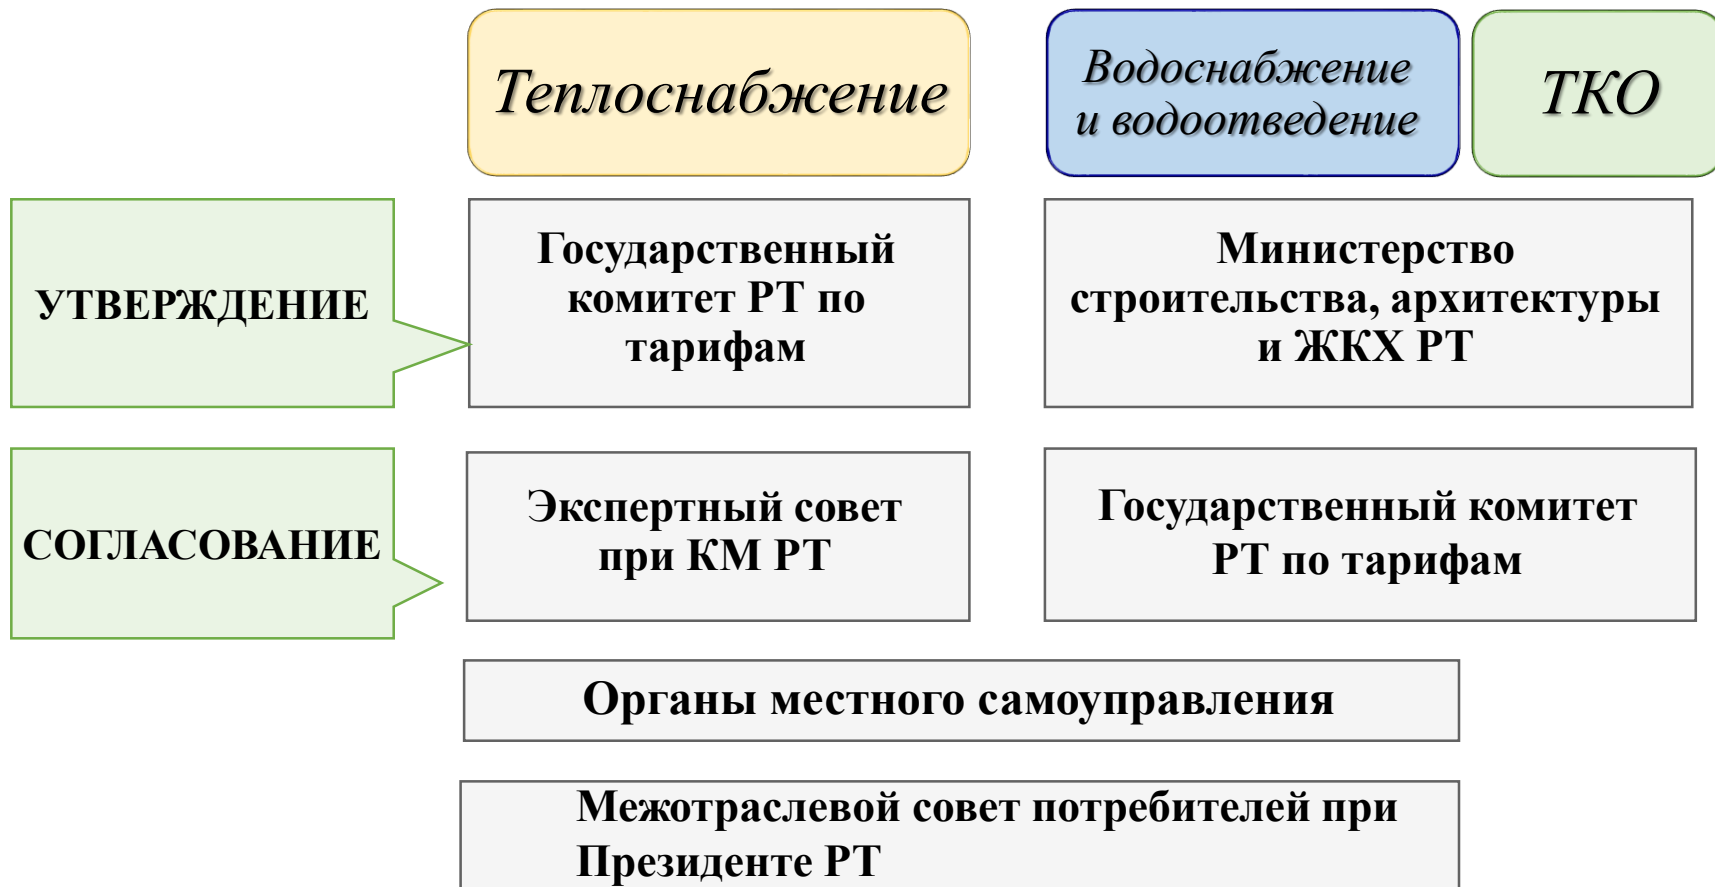 Теплоснабжение
Водоснабжение
и водоотведение
ТКО
УТВЕРЖДЕНИЕ
Государственный
комитет РТ по
тарифам
Министерство
строительства, архитектуры
и ЖКХ РТ
СОГЛАСОВАНИЕ
Экспертный совет
при КМ РТ
Государственный комитет
РТ по тарифам
Органы местного самоуправления
Межотраслевой совет потребителей при
Президенте РТ